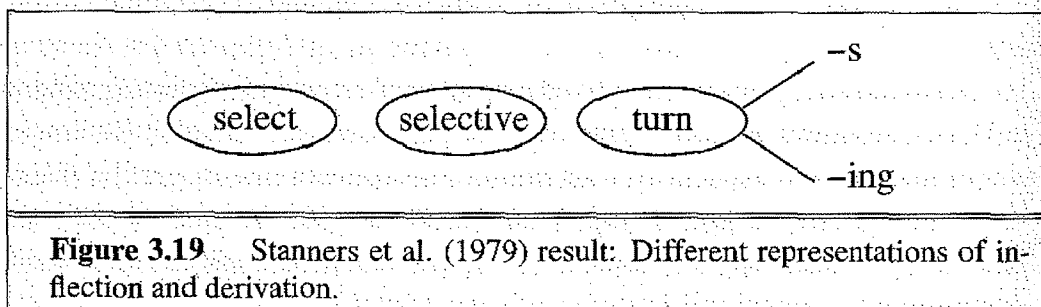 –s
select selective turn
–ing
Figure 3.19 Stanners et al. (1979) result: Different representations of in-
flection and derivation.